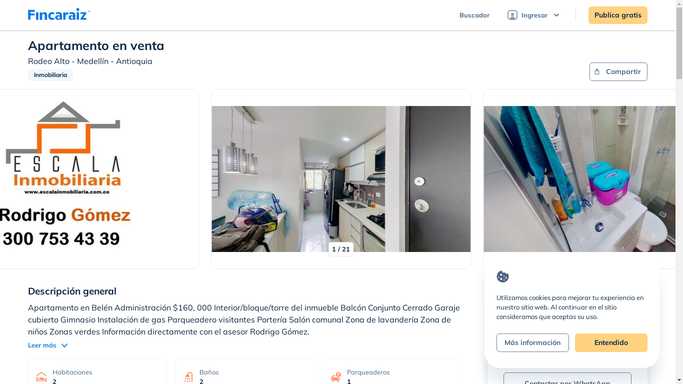 Fincaraiz
Buscador
Ingresar
Publica gratis
Apartamento en venta
Rodeo Alto - Medellín - Antioquia
Inmobiliaria
Compartir
ESCALA
Inmobiliaria
www.escalainmobiliaria.com.co
Rodrigo Gómez
300 753 43 39
1 / 21
Descripción general
Apartamento en Belén Administración $160, 000 Interior/bloque/torre del inmueble Balcón Conjunto Cerrado Garaje
cubierto Gimnasio Instalación de gas Parqueadero visitantes Portería Salón comunal Zona de lavandería Zona de
niños Zonas verdes Información directamente con el asesor Rodrigo Gómez.
Leer más
Habitaciones
2
Baños
2
Parqueaderos
1
Utilizamos cookies para mejorar tu experiencia en
nuestro sitio web. Al continuar en el sitio
consideramos que aceptas su uso.
Más información
Entendido
Contactar por WhatsApp